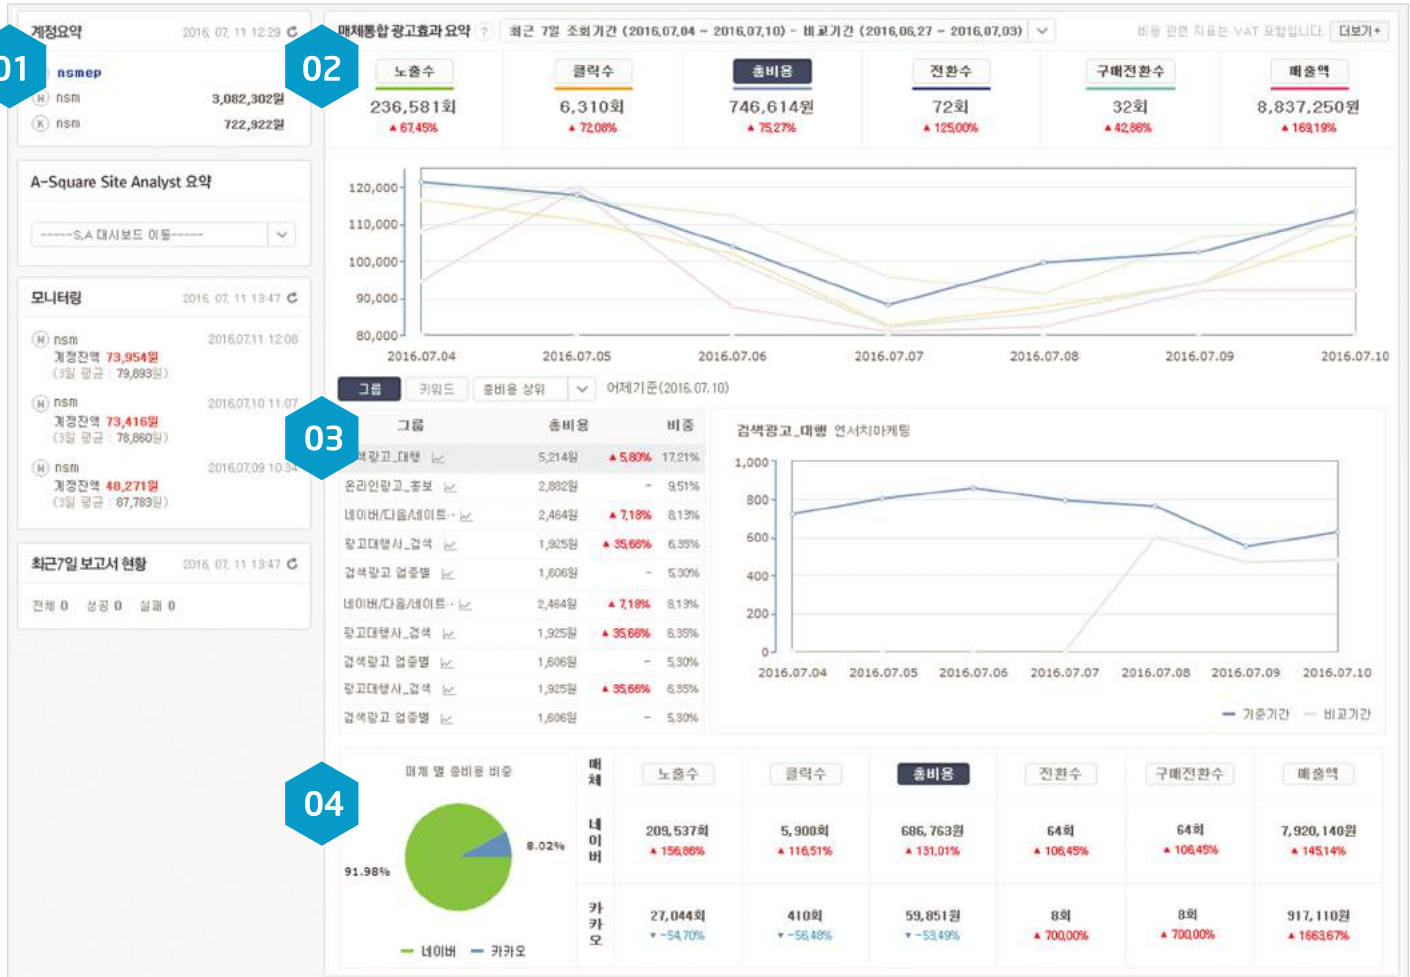 01
계정요약 2016, 07, 11 12:29
nsmep
N nsm 3,082,302원
K nsm 722,922원
A-Square Site Analyst 요약
-----S,A 대시보드 이동-----
모니터링 2016, 07, 11 13:47
N nsm 2016,07,11 12:08
계정잔액 73,954원
(3일 평균 : 79,893원)
N nsm 2016,07,10 11:07
계정잔액 73,416원
(3일 평균 : 78,860원)
N nsm 2016,07,09 10:34
계정잔액 48,271원
(3일 평균 : 87,783원)
최근7일 보고서 현황 2016, 07, 11 13:47
전체 0 성공 0 실패 0
02
매체통합 광고효과 요약 ? 최근 7일 조회기간 (2016,07,04 ~ 2016,07,10) - 비교기간 (2016,06,27 ~ 2016,07,03) 비용 관련 지표는 VAT 포함입니다. 더보기+
노출수 클릭수 총비용 전환수 구매전환수 매출액
236,581회 6,310회 746,614원 72회 32회 8,837,250원
▲ 67,45% ▲ 72,08% ▲ 75,27% ▲ 125,00% ▲ 42,86% ▲ 169,19%
120,000
110,000
100,000
90,000
80,000
2016.07.04 2016.07.05 2016.07.06 2016.07.07 2016.07.08 2016.07.09 2016.07.10
그룹 키워드 총비용 상위 어제기준(2016.07.10)
03
그룹 총비용 비중
색광고_대행 5,214원 ▲ 5,80% 17,21%
온라인광고_홍보 2,882원 - 9,51%
네이버/다음/네이트·· 2,464원 ▲ 7,18% 8,13%
광고대행사_검색 1,925원 ▲ 35,66% 6,35%
검색광고 업종별 1,606원 - 5,30%
네이버/다음/네이트·· 2,464원 ▲ 7,18% 8,13%
광고대행사_검색 1,925원 ▲ 35,66% 6,35%
검색광고 업종별 1,606원 - 5,30%
광고대행사_검색 1,925원 ▲ 35,66% 6,35%
검색광고 업종별 1,606원 - 5,30%
검색광고_대행 엔서치마케팅
1,000
800
600
400
200
0
2016.07.04 2016.07.05 2016.07.06 2016.07.07 2016.07.08 2016.07.09 2016.07.10
기준기간 비교기간
04
매체 별 총비용 비중
8.02%
91.98%
네이버 카카오
매체 노출수 클릭수 총비용 전환수 구매전환수 매출액
네이버 209,537회 5,900회 686,763원 64회 64회 7,920,140원
▲ 156,86% ▲ 116,51% ▲ 131,01% ▲ 106,45% ▲ 106,45% ▲ 145,14%
카카오 27,044회 410회 59,851원 8회 8회 917,110원
▼ -54,70% ▼ -56,48% ▼ -53,49% ▲ 700,00% ▲ 700,00% ▲ 1663,67%